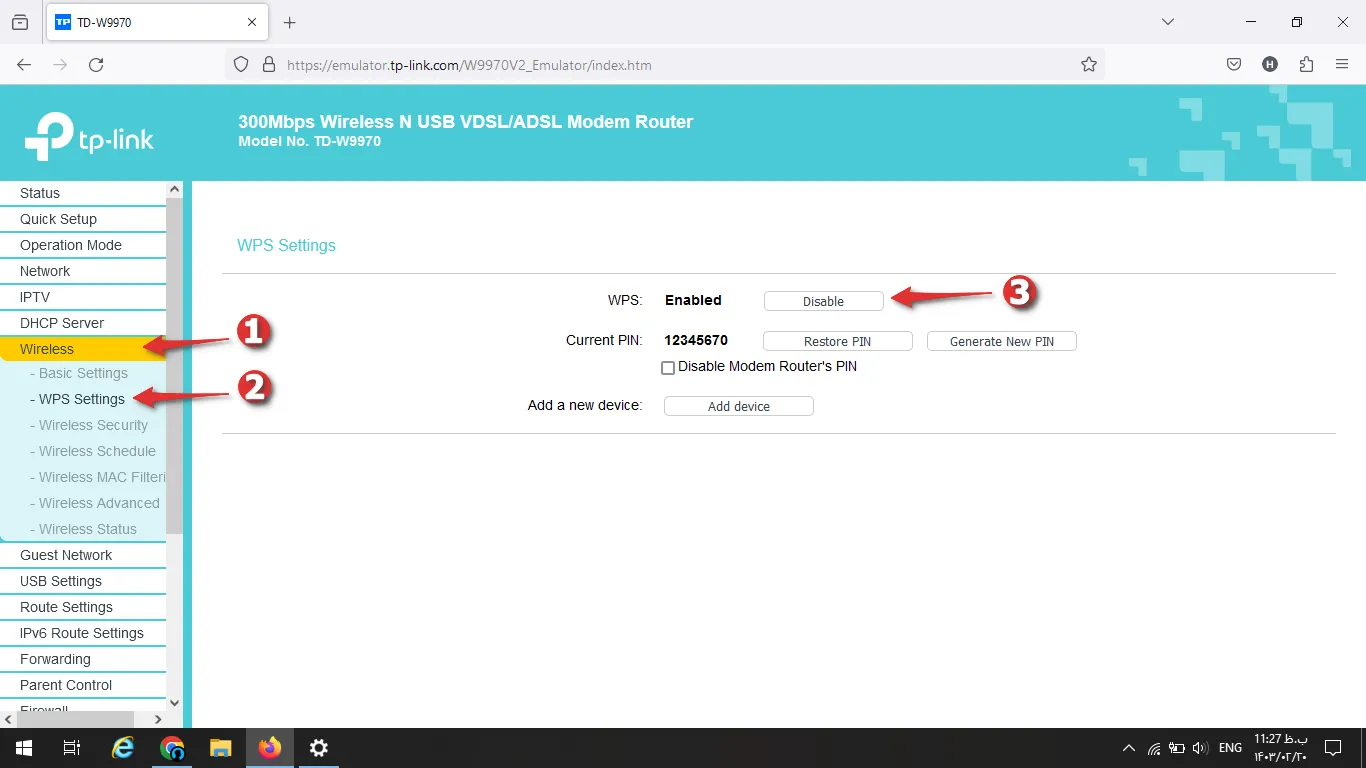 TP TD-W9970
https://emulator.tp-link.com/W9970V2_Emulator/index.htm
H
tp-link
300Mbps Wireless N USB VDSL/ADSL Modem Router
Model No. TD-W9970
Status
Quick Setup
Operation Mode
Network
IPTV
DHCP Server
Wireless
- Basic Settings
- WPS Settings
- Wireless Security
- Wireless Schedule
- Wireless MAC Filteri
- Wireless Advanced
- Wireless Status
Guest Network
USB Settings
Route Settings
IPv6 Route Settings
Forwarding
Parent Control
Firewall
1
2
WPS Settings
WPS: Enabled Disable
3
Current PIN: 12345670 Restore PIN Generate New PIN
Disable Modem Router's PIN
Add a new device: Add device
ENG
11:27 ب.ظ
۱۴۰۳/۰۲/۲۰